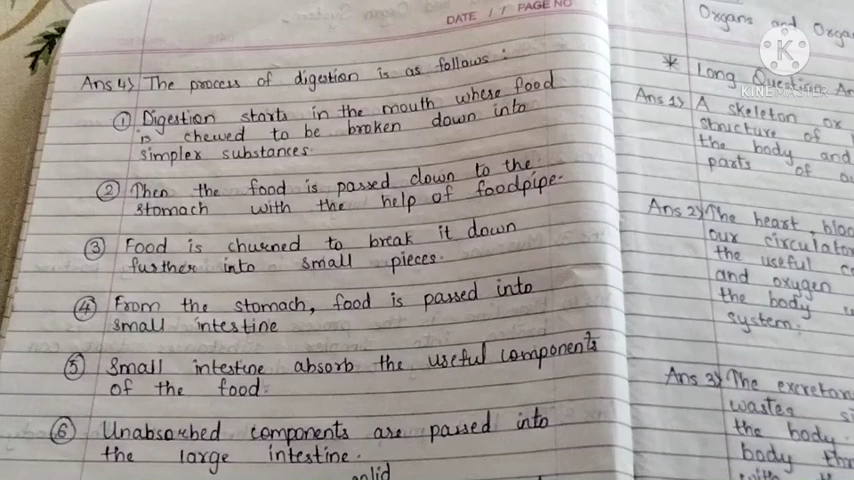 DATE / / PAGE NO
Ans 4) The process of digestion is as follows :
① Digestion starts in the mouth where food
is chewed to be broken down into
simplex substances.
② Then the food is passed down to the
stomach with the help of foodpipe.
③ Food is churned to break it down
further into small pieces.
④ From the stomach, food is passed into
small intestine
⑤ Small intestine absorb the useful components
of the food.
⑥ Unabsorbed components are passed into
the large intestine.
solid
Organs and
* Long
Ans 1) A skeleton or
structure of
the body and
parts of
Ans 2) The heart,
our
the useful
and oxygen
the body
system.
Ans 3) The
wastes
the body.
body
with
KINEMASTER